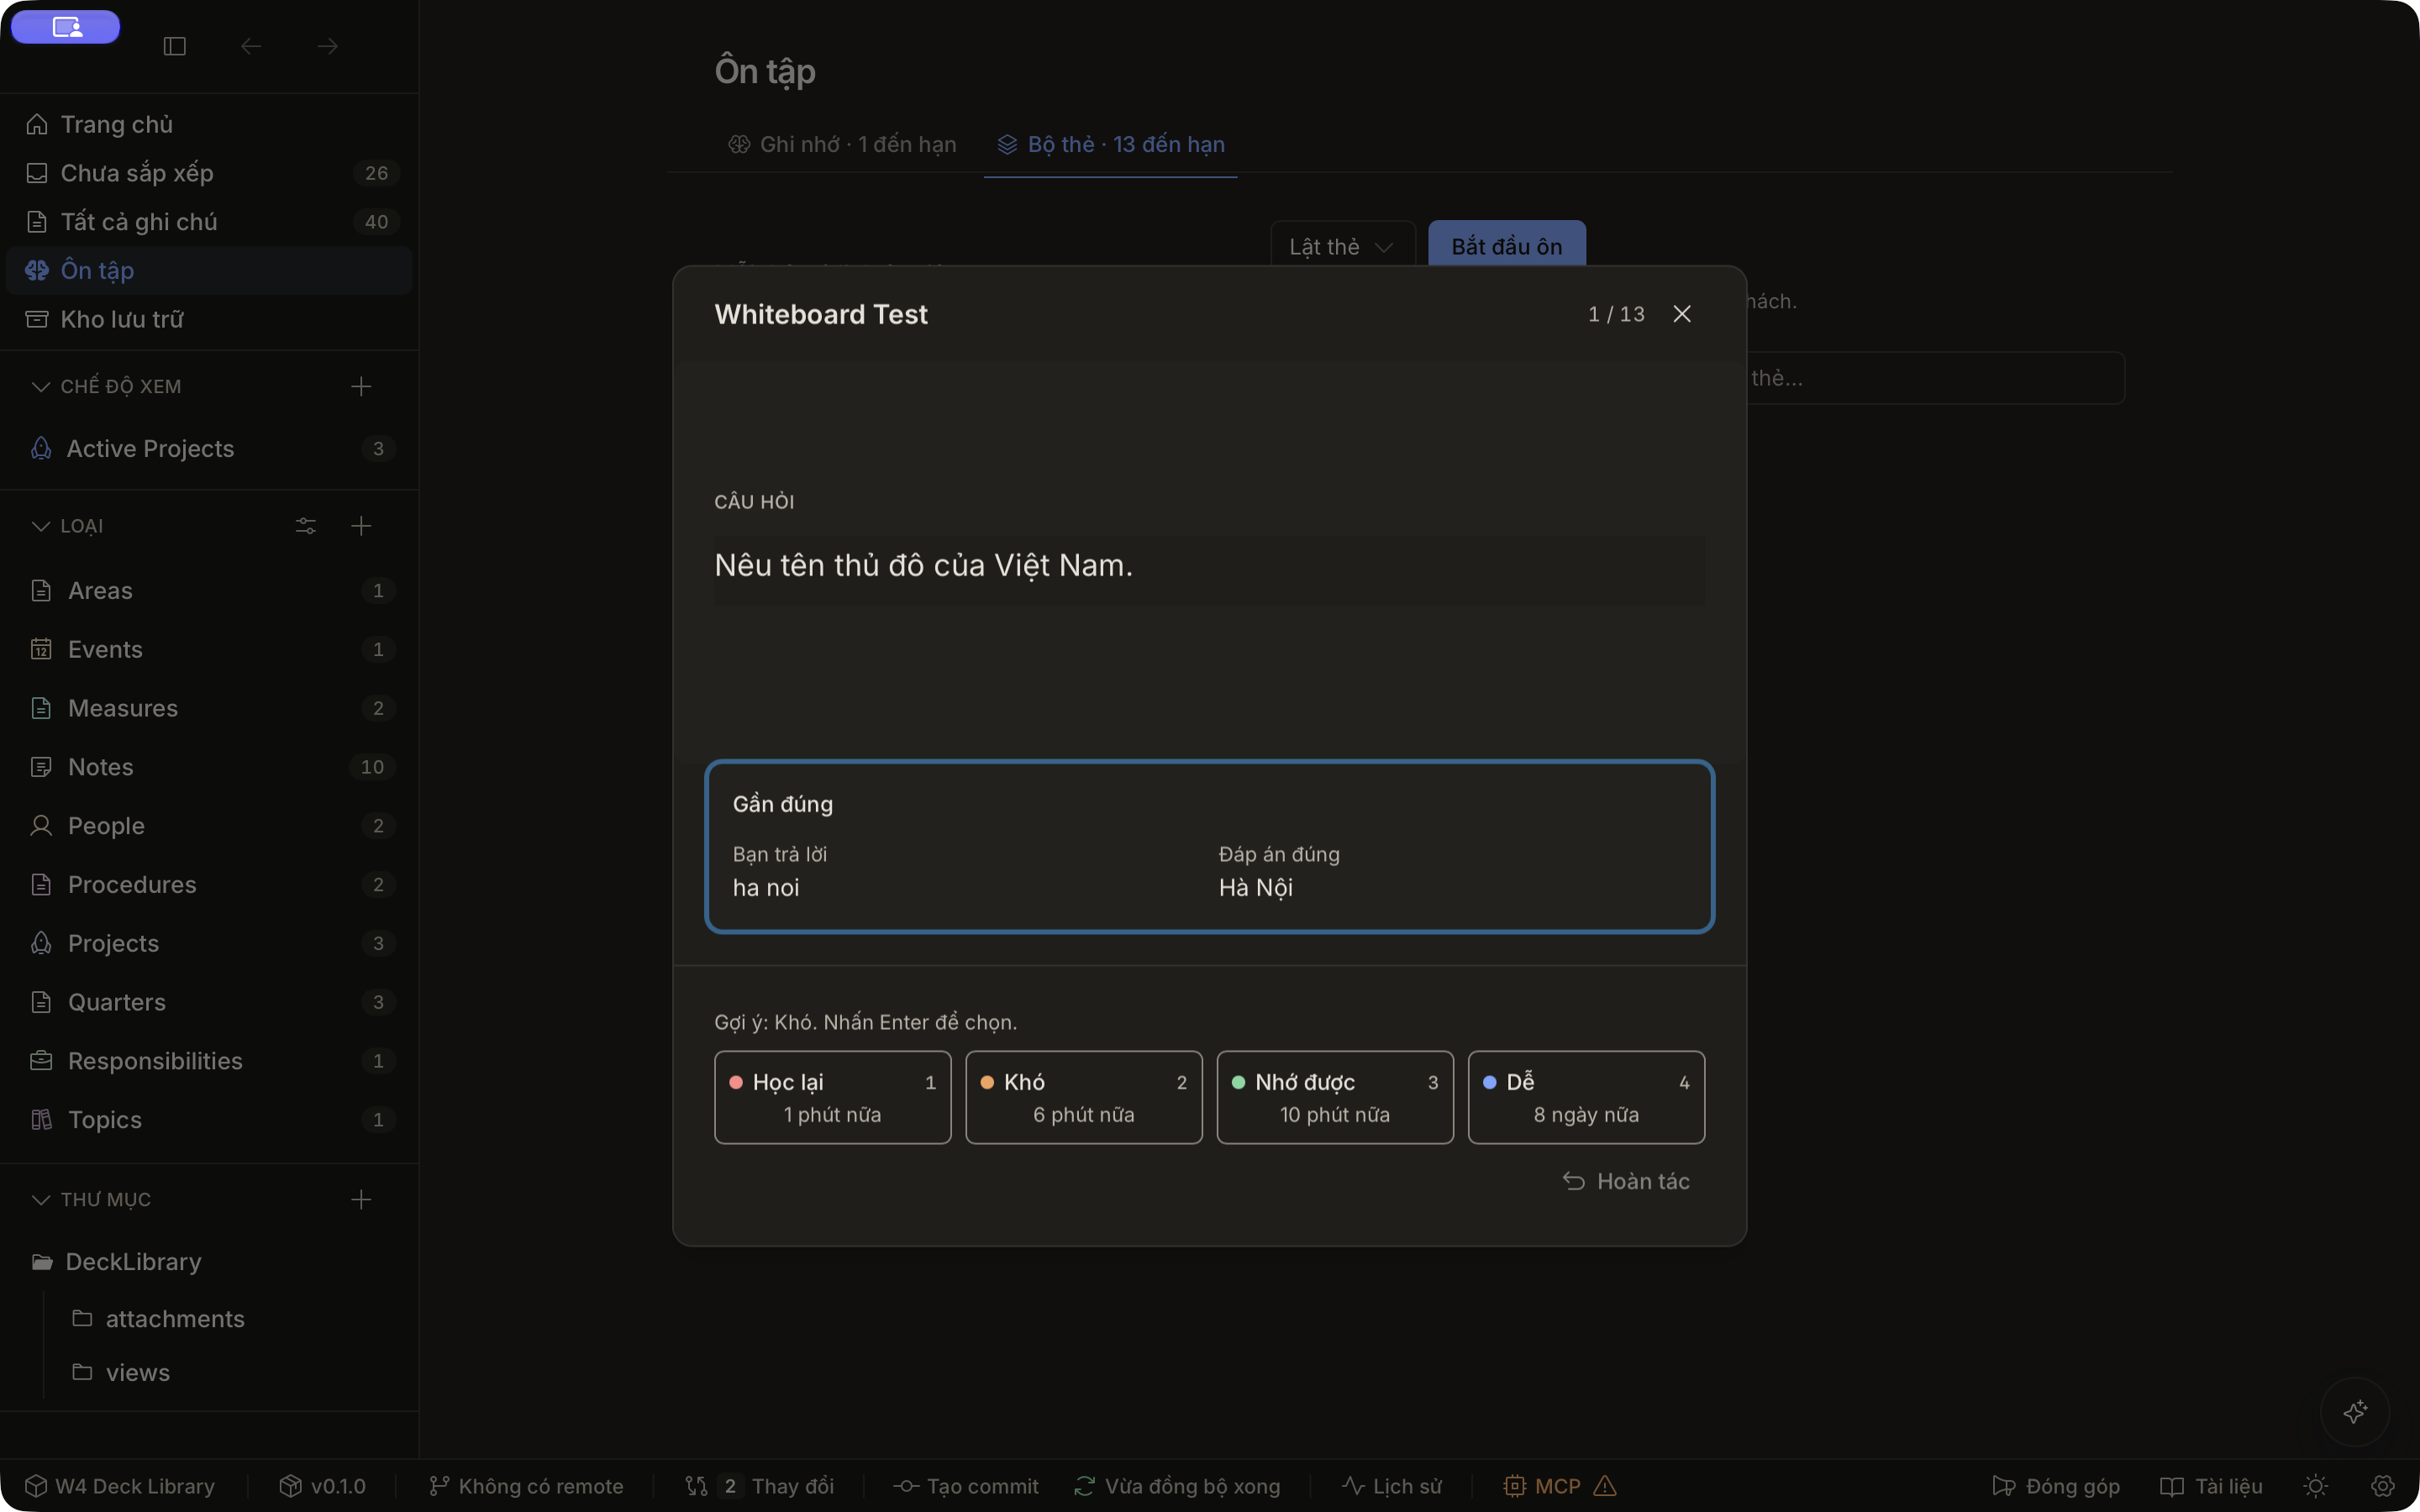 Trang chủ
Chưa sắp xếp 26
Tất cả ghi chú 40
Ôn tập
Kho lưu trữ
CHẾ ĐỘ XEM
Active Projects 3
LOẠI
Areas 1
12
Events 1
Measures 2
Notes 10
People 2
Procedures 2
Projects 3
Quarters 3
Responsibilities 1
Topics 1
THƯ MỤC
DeckLibrary
attachments
views
Ôn tập
Ghi nhớ · 1 đến hạn
Bộ thẻ · 13 đến hạn
Lật thẻ
Bắt đầu ôn
hách.
thẻ...
Whiteboard Test
1 / 13
CÂU HỎI
Nêu tên thủ đô của Việt Nam.
Gần đúng
Bạn trả lời
ha noi
Đáp án đúng
Hà Nội
Gợi ý: Khó. Nhấn Enter để chọn.
Học lại 1
1 phút nữa
Khó 2
6 phút nữa
Nhớ được 3
10 phút nữa
Dễ 4
8 ngày nữa
Hoàn tác
W4 Deck Library
v0.1.0
Không có remote
2 Thay đổi
Tạo commit
Vừa đồng bộ xong
Lịch sử
MCP
Đóng góp
Tài liệu